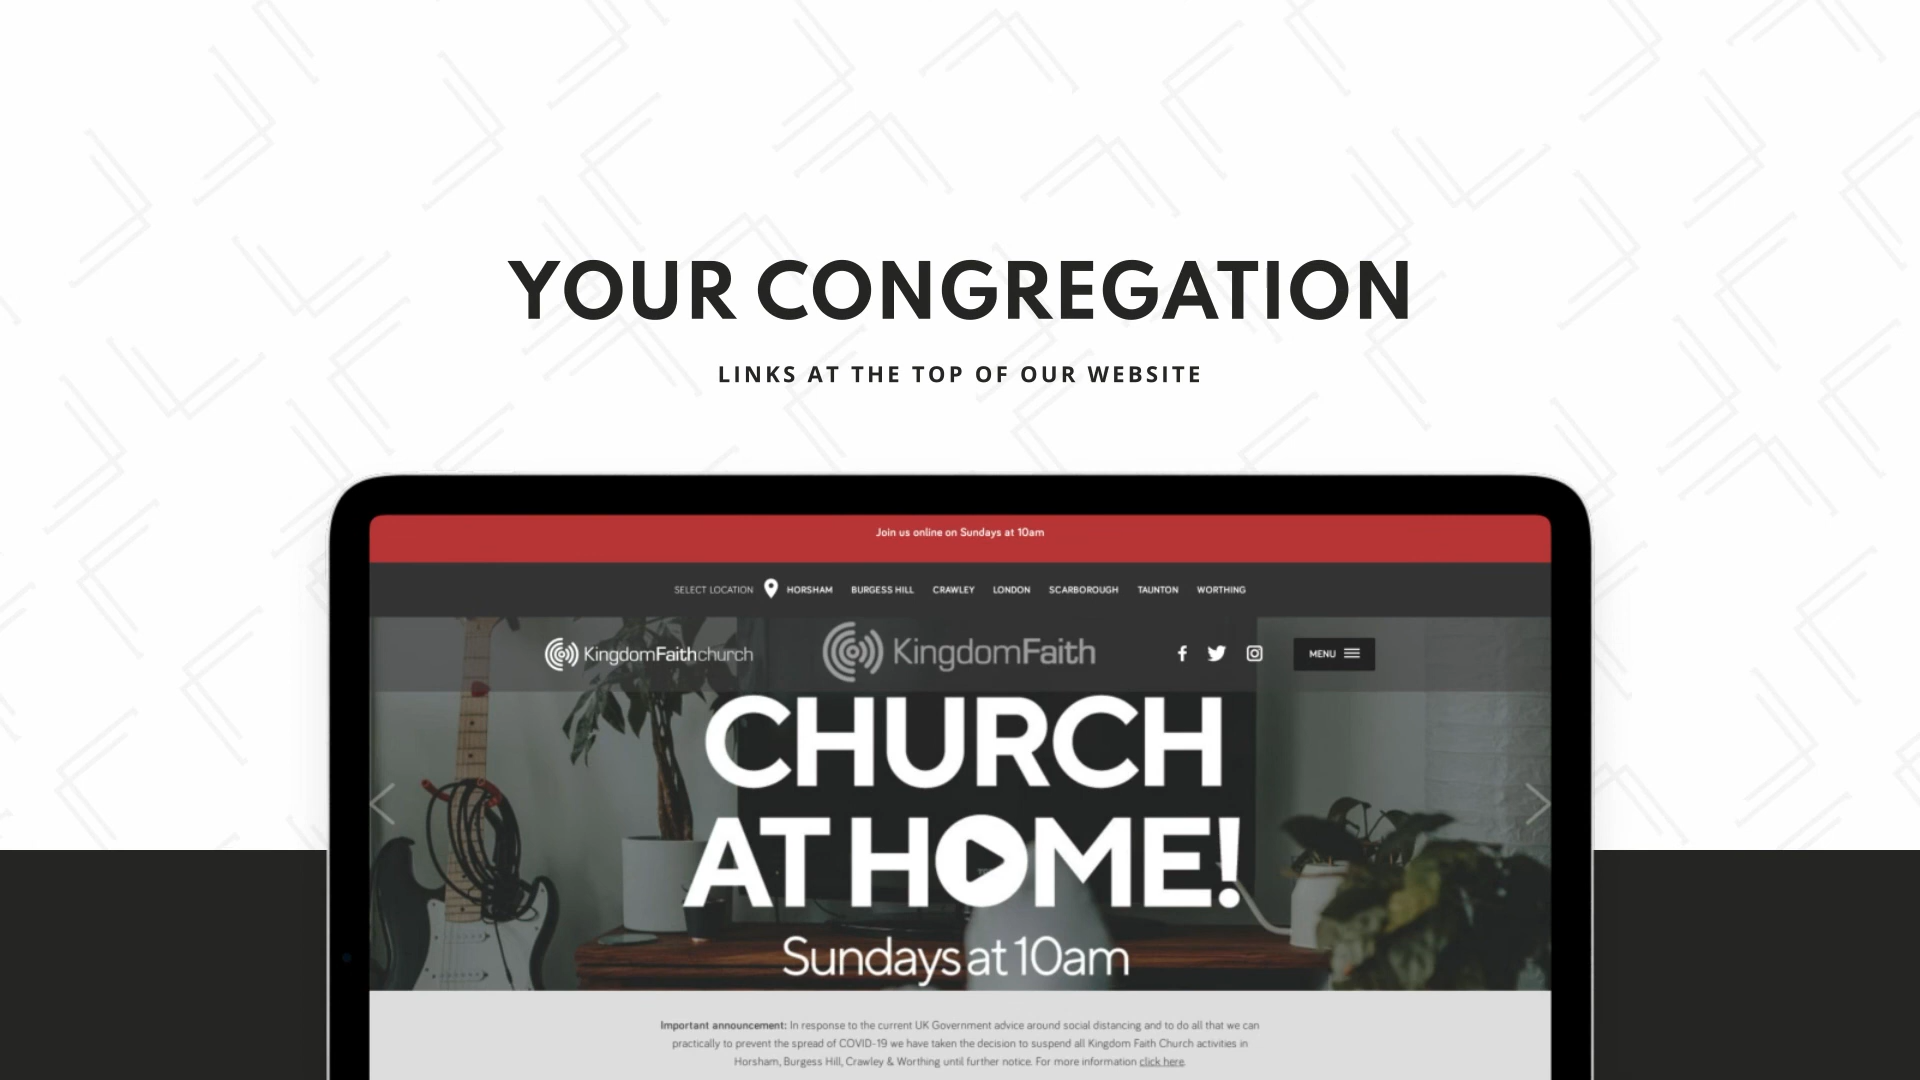 YOUR CONGREGATION
LINKS AT THE TOP OF OUR WEBSITE
Join us online on Sundays at 10am
SELECT LOCATION HORSHAM BURGESS HILL CRAWLEY LONDON SCARBOROUGH TAUNTON WORTHING
KingdomFaithchurch KingdomFaith MENU
CHURCH
AT HOME!
Sundays at 10am
Important announcement: In response to the current UK Government advice around social distancing and to do all that we can
practically to prevent the spread of COVID-19 we have taken the decision to suspend all Kingdom Faith Church activities in
Horsham, Burgess Hill, Crawley & Worthing until further notice. For more information click here.